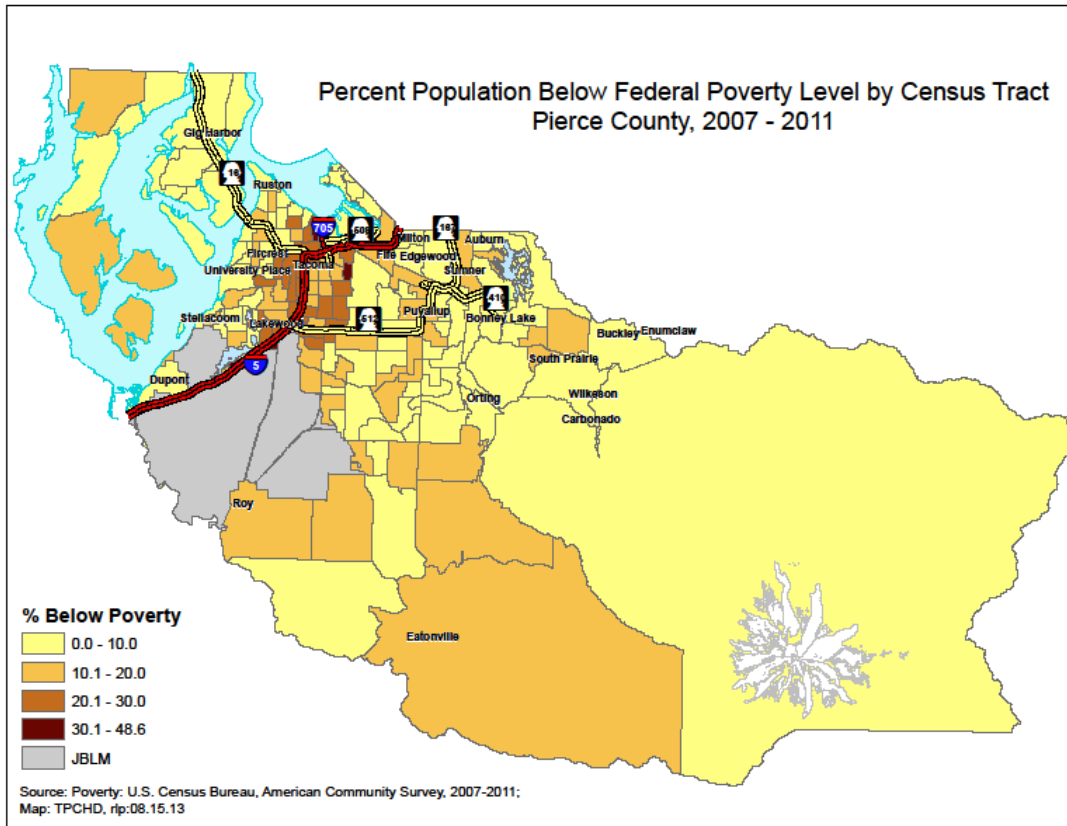 Percent Population Below Federal Poverty Level by Census Tract
Pierce County, 2007 - 2011
Gig Harbor
16
Ruston
705
509
167
Milton
Auburn
Fircrest
Fife
Edgewood
University Place
Tacoma
Sumner
Steilacoom
Lakewood
512
Puyallup
410
Bonney Lake
Buckley
Enumclaw
5
South Prairie
Dupont
Orting
Wilkeson
Carbonado
Roy
Eatonville
% Below Poverty
0.0 - 10.0
10.1 - 20.0
20.1 - 30.0
30.1 - 48.6
JBLM
Source: Poverty: U.S. Census Bureau, American Community Survey, 2007-2011;
Map: TPCHD, rlp:08.15.13